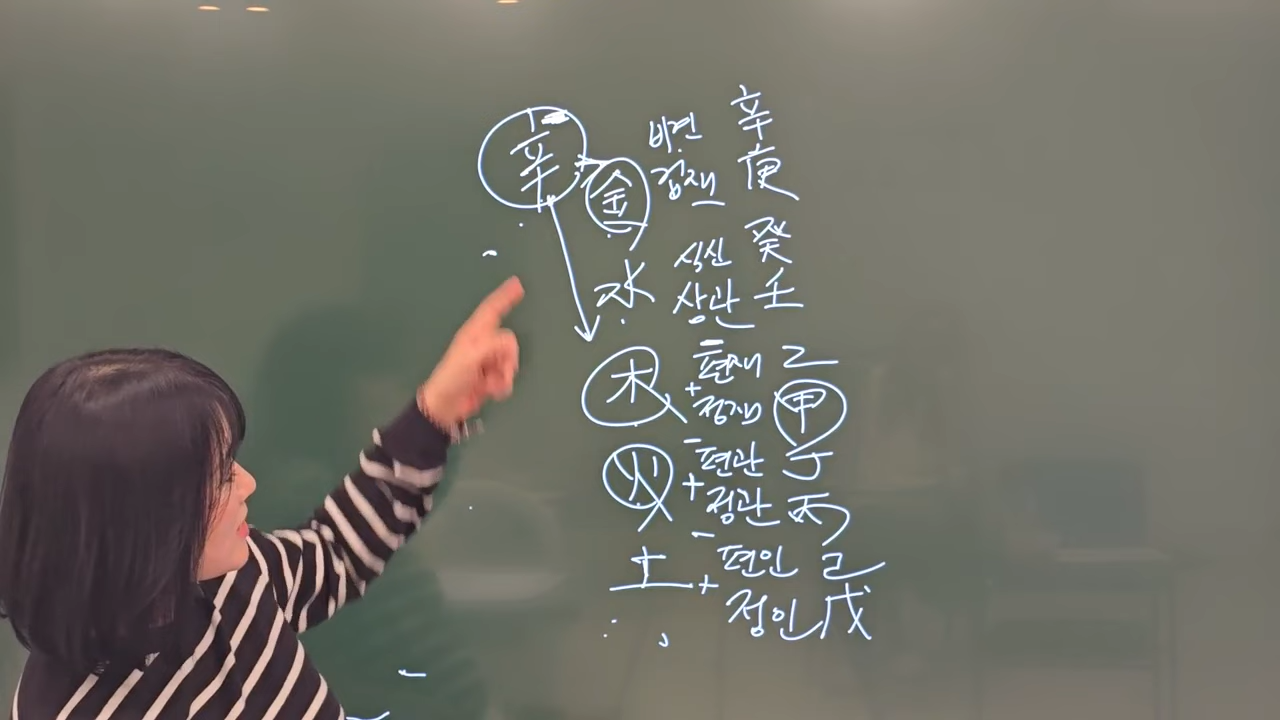 辛 金 비견 辛
겁재 庚
水 식신 癸
상관 壬
木 - 편재 乙
+ 정재 甲
火 - 편관 丁
+ 정관 丙
土 - 편인 己
+ 정인 戊